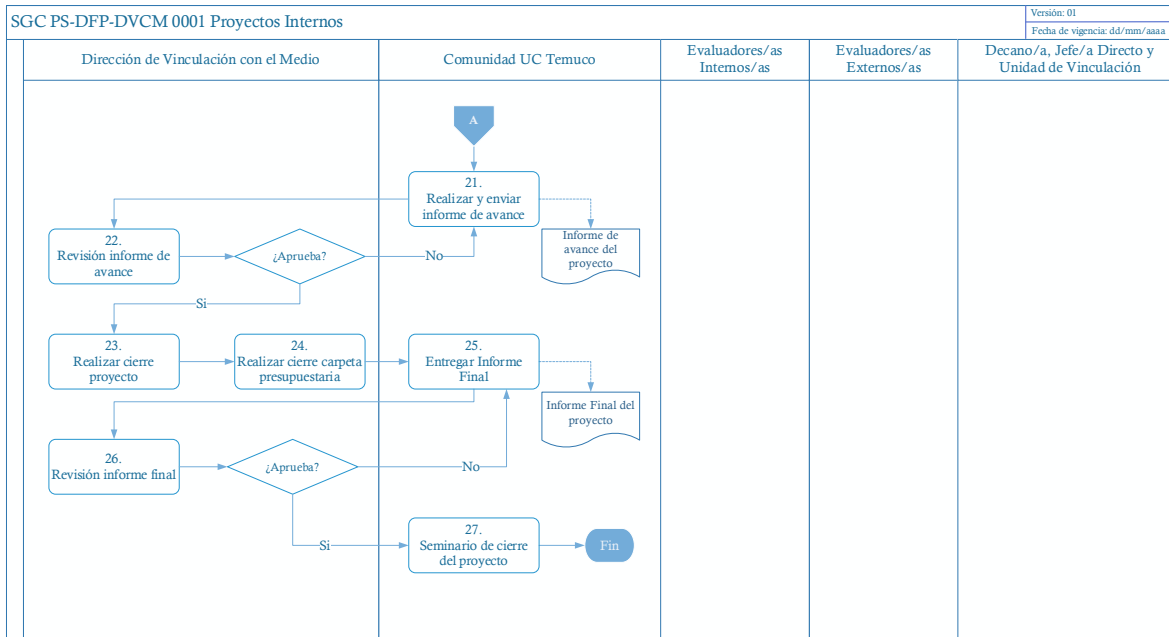 SGC PS-DFP-DVCM 0001 Proyectos Internos
Versión: 01
Fecha de vigencia: dd/mm/aaaa
Dirección de Vinculación con el Medio
Comunidad UC Temuco
Evaluadores/as
Internos/as
Evaluadores/as
Externos/as
Decano/a, Jefe/a Directo y
Unidad de Vinculación
A
21.
Realizar y enviar
informe de avance
Informe de
avance del
proyecto
22.
Revisión informe de
avance
¿Aprueba?
No
Si
23.
Realizar cierre
proyecto
24.
Realizar cierre carpeta
presupuestaria
25.
Entregar Informe
Final
Informe Final del
proyecto
26.
Revisión informe final
¿Aprueba?
No
Si
27.
Seminario de cierre
del proyecto
Fin